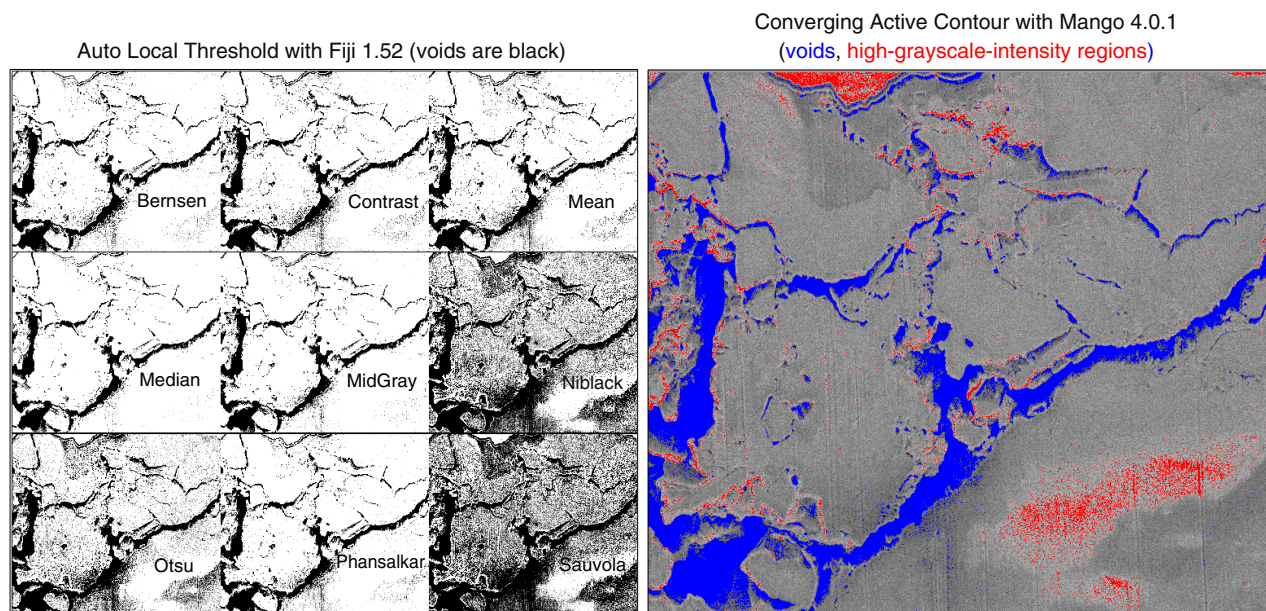 Auto Local Threshold with Fiji 1.52 (voids are black)
Bernsen
Contrast
Mean
Median
MidGray
Niblack
Otsu
Phansalkar
Sauvola
Converging Active Contour with Mango 4.0.1
(voids, high-grayscale-intensity regions)